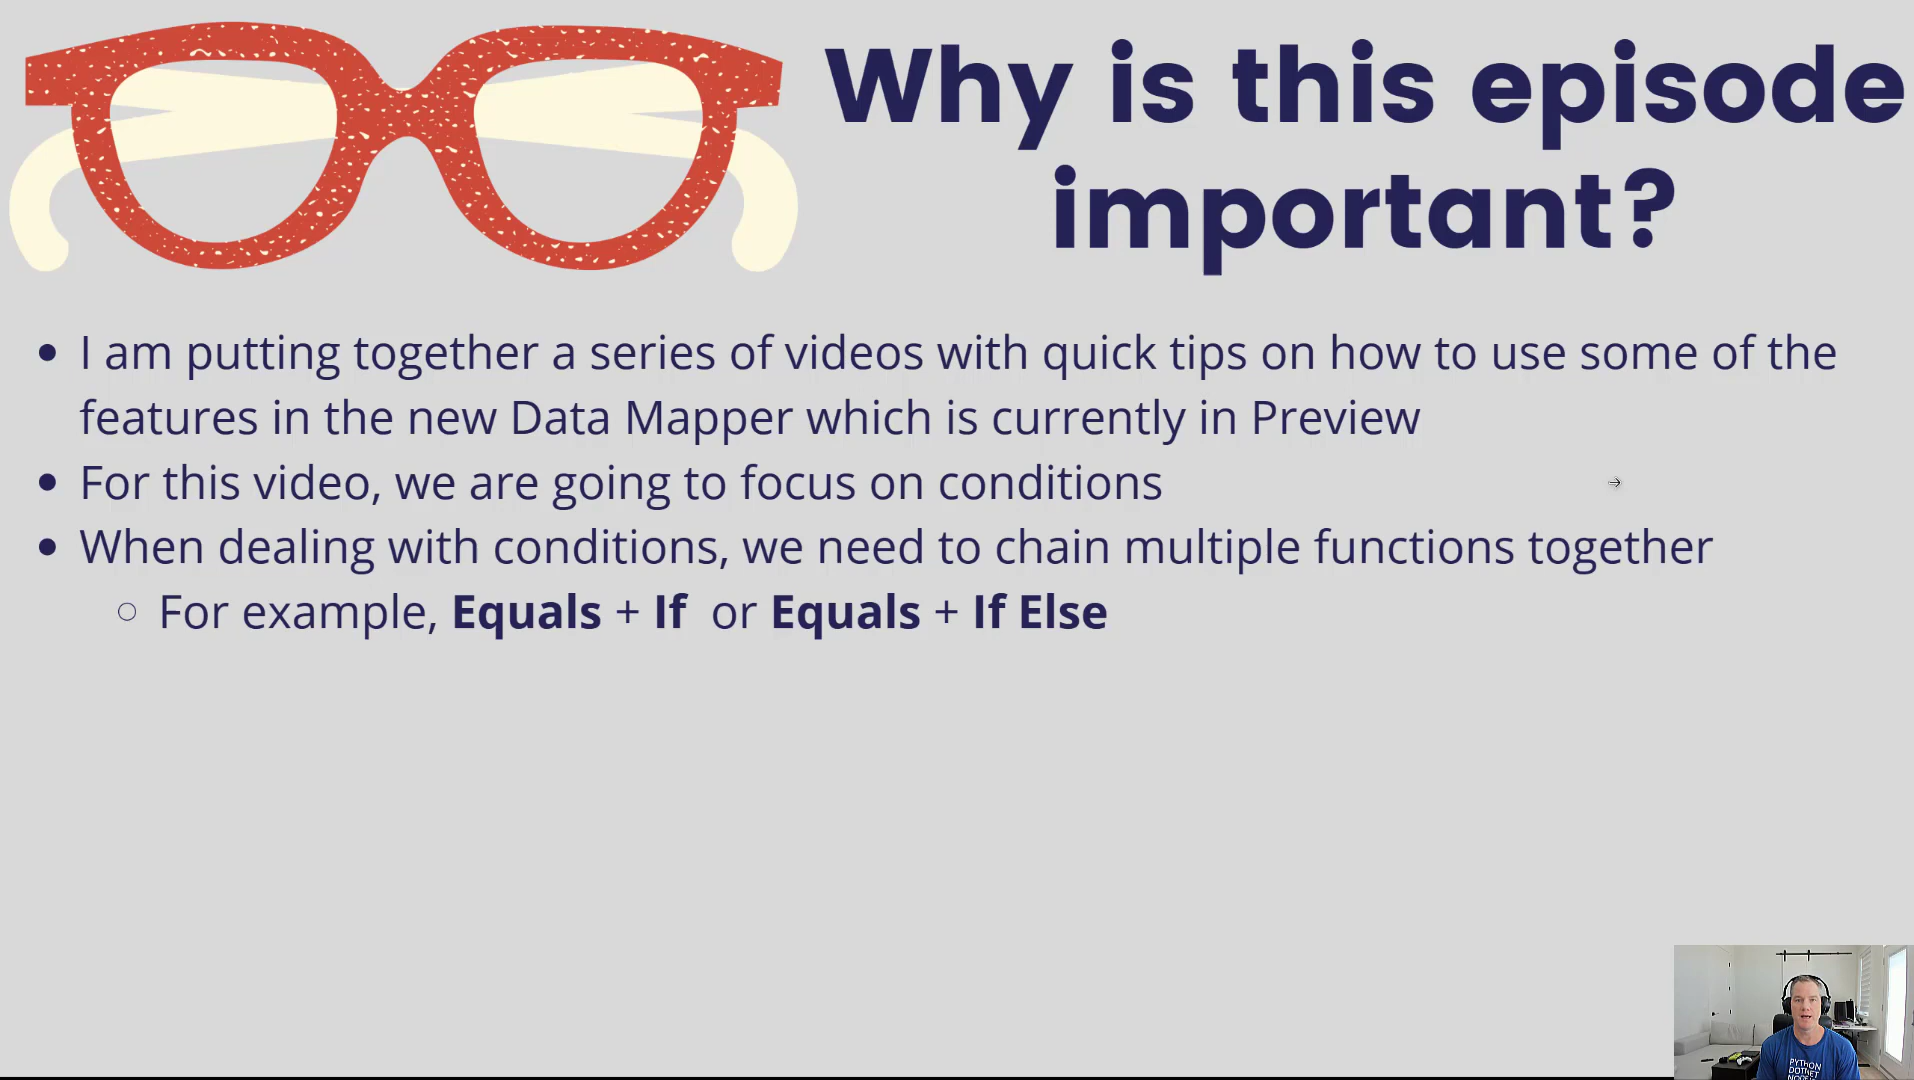 Why is this episode
important?
• I am putting together a series of videos with quick tips on how to use some of the
features in the new Data Mapper which is currently in Preview
• For this video, we are going to focus on conditions
• When dealing with conditions, we need to chain multiple functions together
○ For example, Equals + If or Equals + If Else
PYTHON
DOTNET